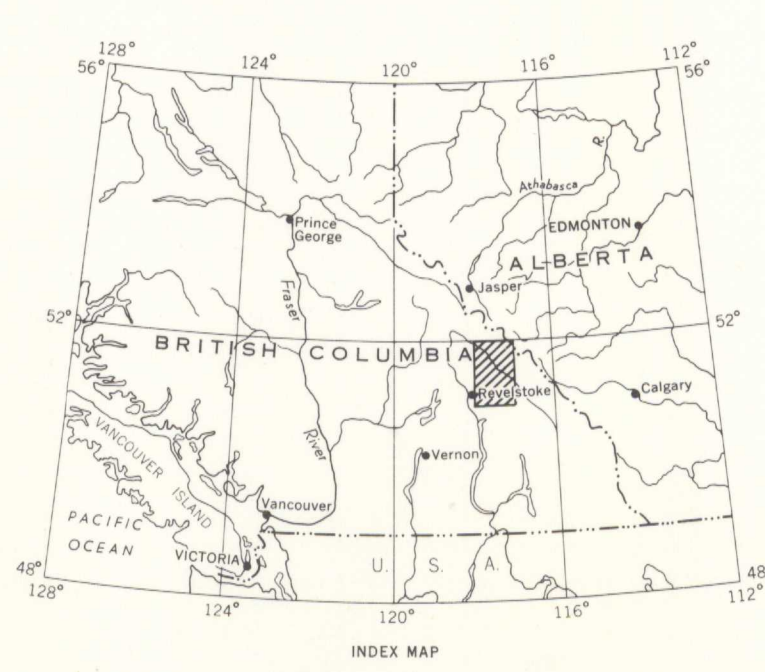 128°
124°
120°
116°
112°
56°
56°
R.
Athabasca
Prince
George
EDMONTON
ALBERTA
Fraser
Jasper
52°
52°
BRITISH COLUMBIA
Revelstoke
Calgary
VANCOUVER ISLAND
River
Vernon
Vancouver
PACIFIC
OCEAN
VICTORIA
U. S. A.
48°
48
128°
124°
120°
116°
112°
INDEX MAP